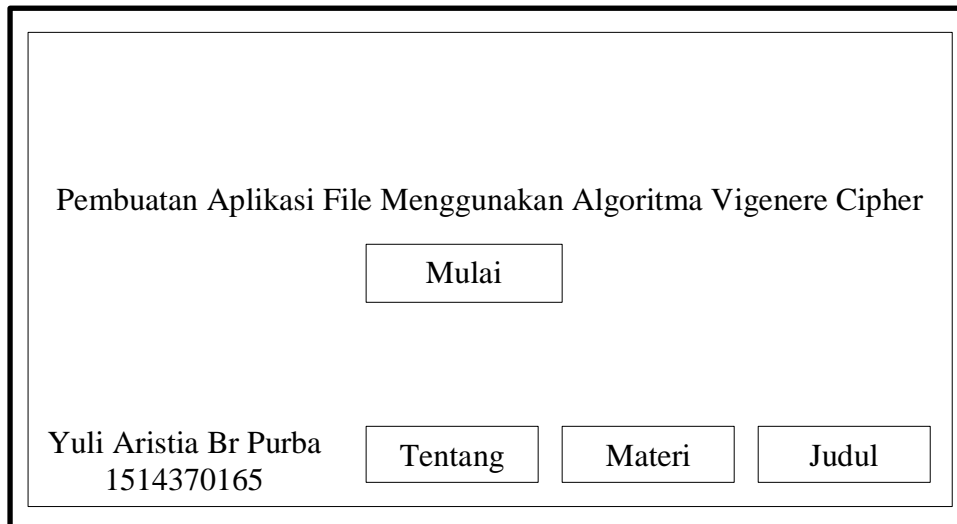 Pembuatan Aplikasi File Menggunakan Algoritma Vigenere Cipher
Mulai
Yuli Aristia Br Purba
1514370165
Tentang
Materi
Judul